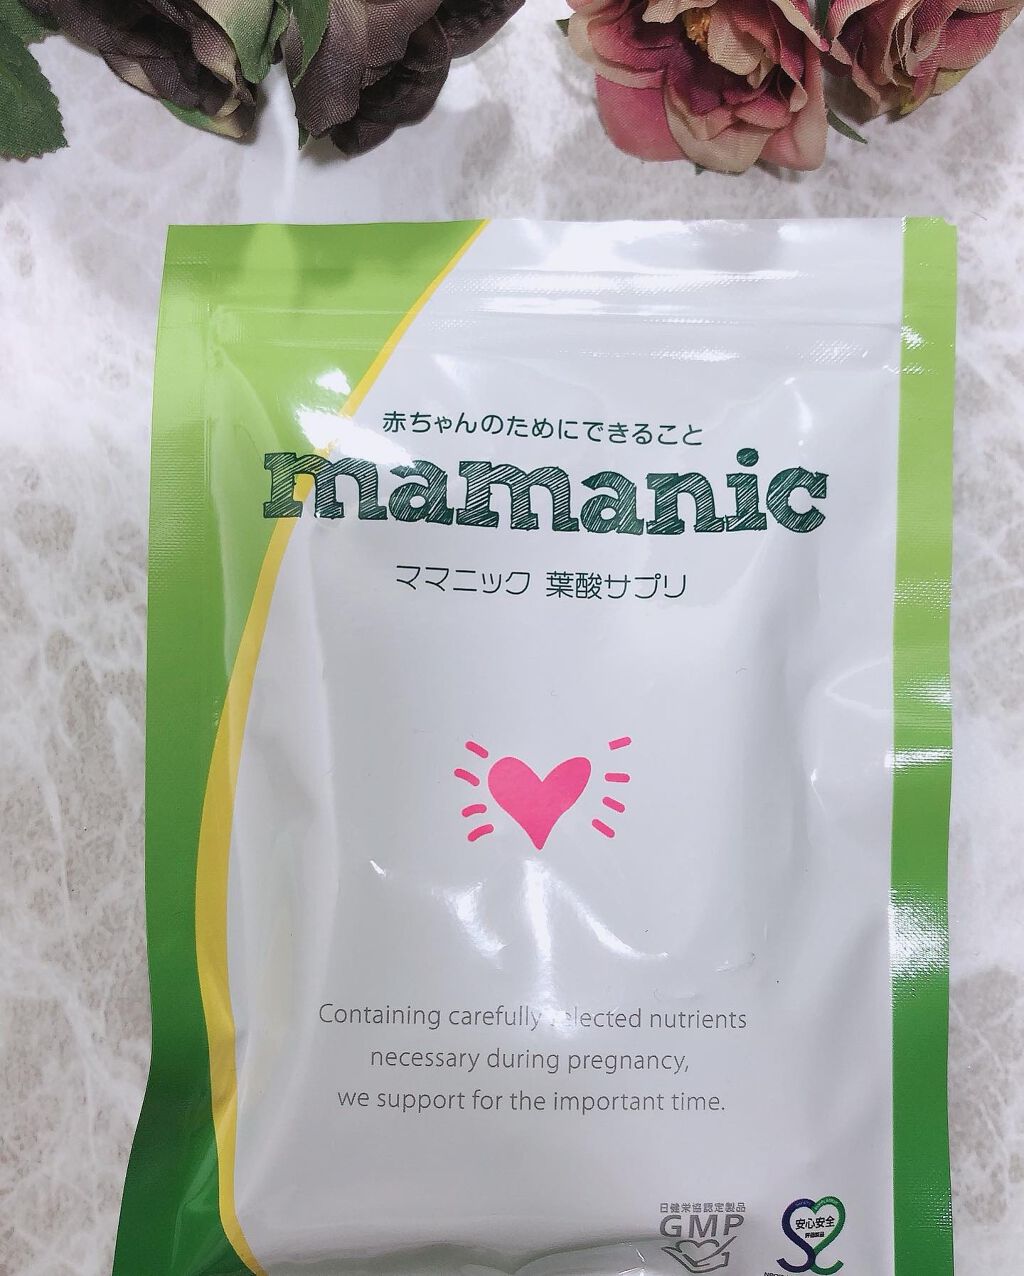 赤ちゃんのためにできること
mamanic
ママニック 葉酸サプリ
Containing carefully selected nutrients
necessary during pregnancy,
we support for the important time.
日健栄協認定製品
GMP
安心安全